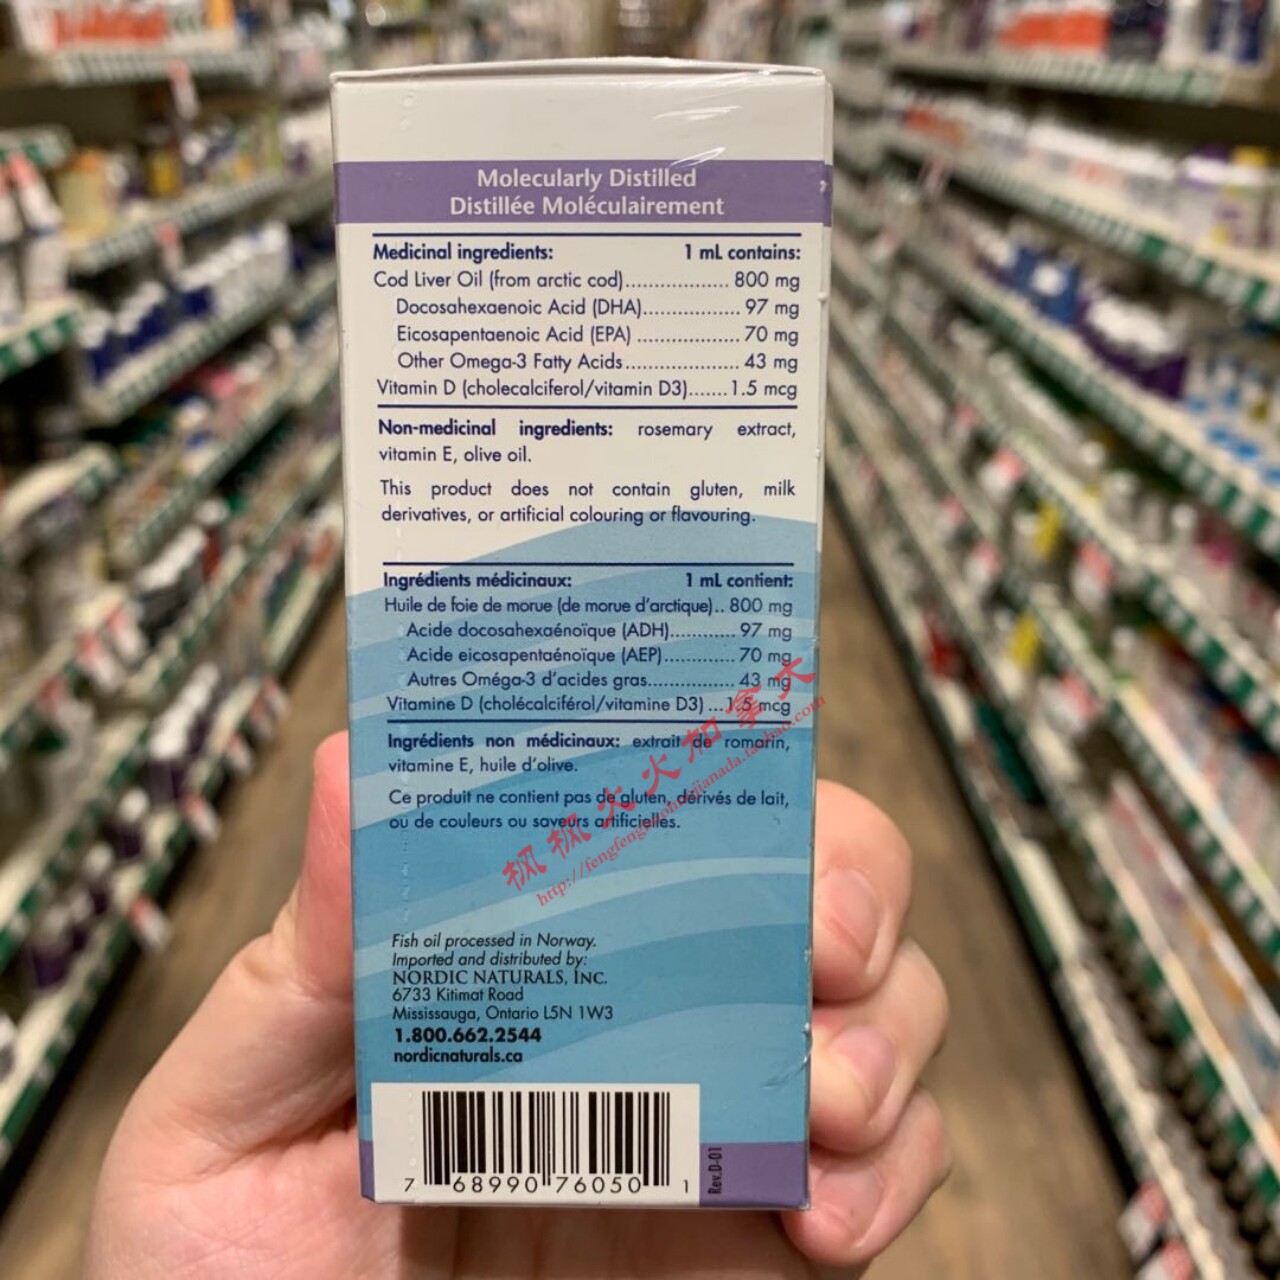 Molecularly Distilled
Distillée Moléculairement
Medicinal ingredients: 1 mL contains:
Cod Liver Oil (from arctic cod).................. 800 mg
Docosahexaenoic Acid (DHA)................. 97 mg
Eicosapentaenoic Acid (EPA) .................. 70 mg
Other Omega-3 Fatty Acids.................... 43 mg
Vitamin D (cholecalciferol/vitamin D3).......1.5 mcg
Non-medicinal ingredients: rosemary extract,
vitamin E, olive oil.
This product does not contain gluten, milk
derivatives, or artificial colouring or flavouring.
Ingrédients médicinaux: 1 mL contient:
Huile de foie de morue (de morue d'arctique).. 800 mg
Acide docosahexaénoïque (ADH)............ 97 mg
Acide eicosapentaénoïque (AEP)............. 70 mg
Autres Oméga-3 d'acides gras................ 43 mg
Vitamine D (cholécalciférol/vitamine D3) ...1.5 mcg
Ingrédients non médicinaux: extrait de romarin,
vitamine E, huile d'olive.
Ce produit ne contient pas de gluten, dérivés de lait,
ou de couleurs ou saveurs artificielles.
枫枫火火加拿大
Fish oil processed in Norway.
Imported and distributed by:
NORDIC NATURALS, INC.
6733 Kitimat Road
Mississauga, Ontario L5N 1W3
1.800.662.2544
nordicnaturals.ca
7 68990 76050 1
Rev.D-01